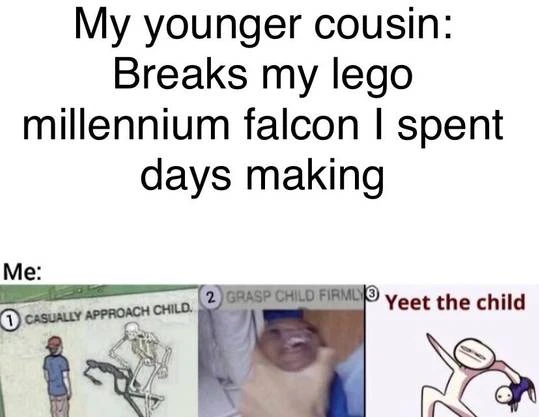 My younger cousin:
Breaks my lego
millennium falcon I spent
days making
Me:
1 CASUALLY APPROACH CHILD.
2 GRASP CHILD FIRMLY
3 Yeet the child